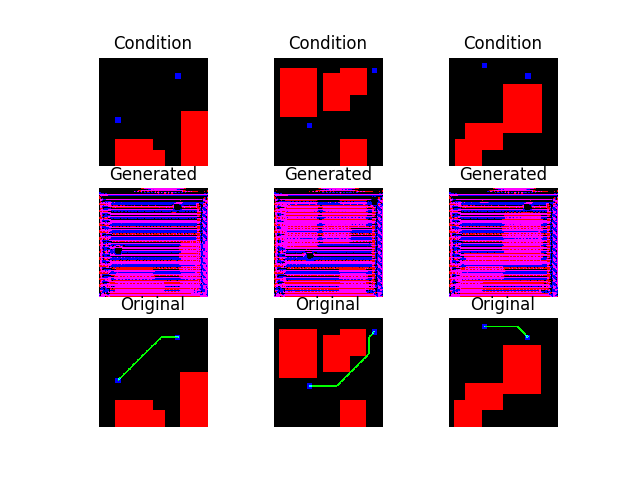 Condition Condition Condition
Generated Generated Generated
Original Original Original